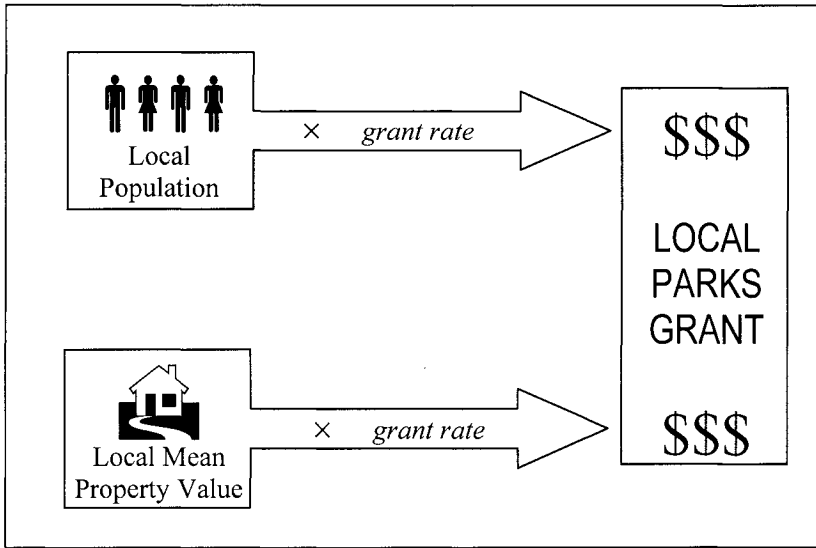 Local
Population
× grant rate
$$$
LOCAL
PARKS
GRANT
$$$
Local Mean
Property Value
× grant rate